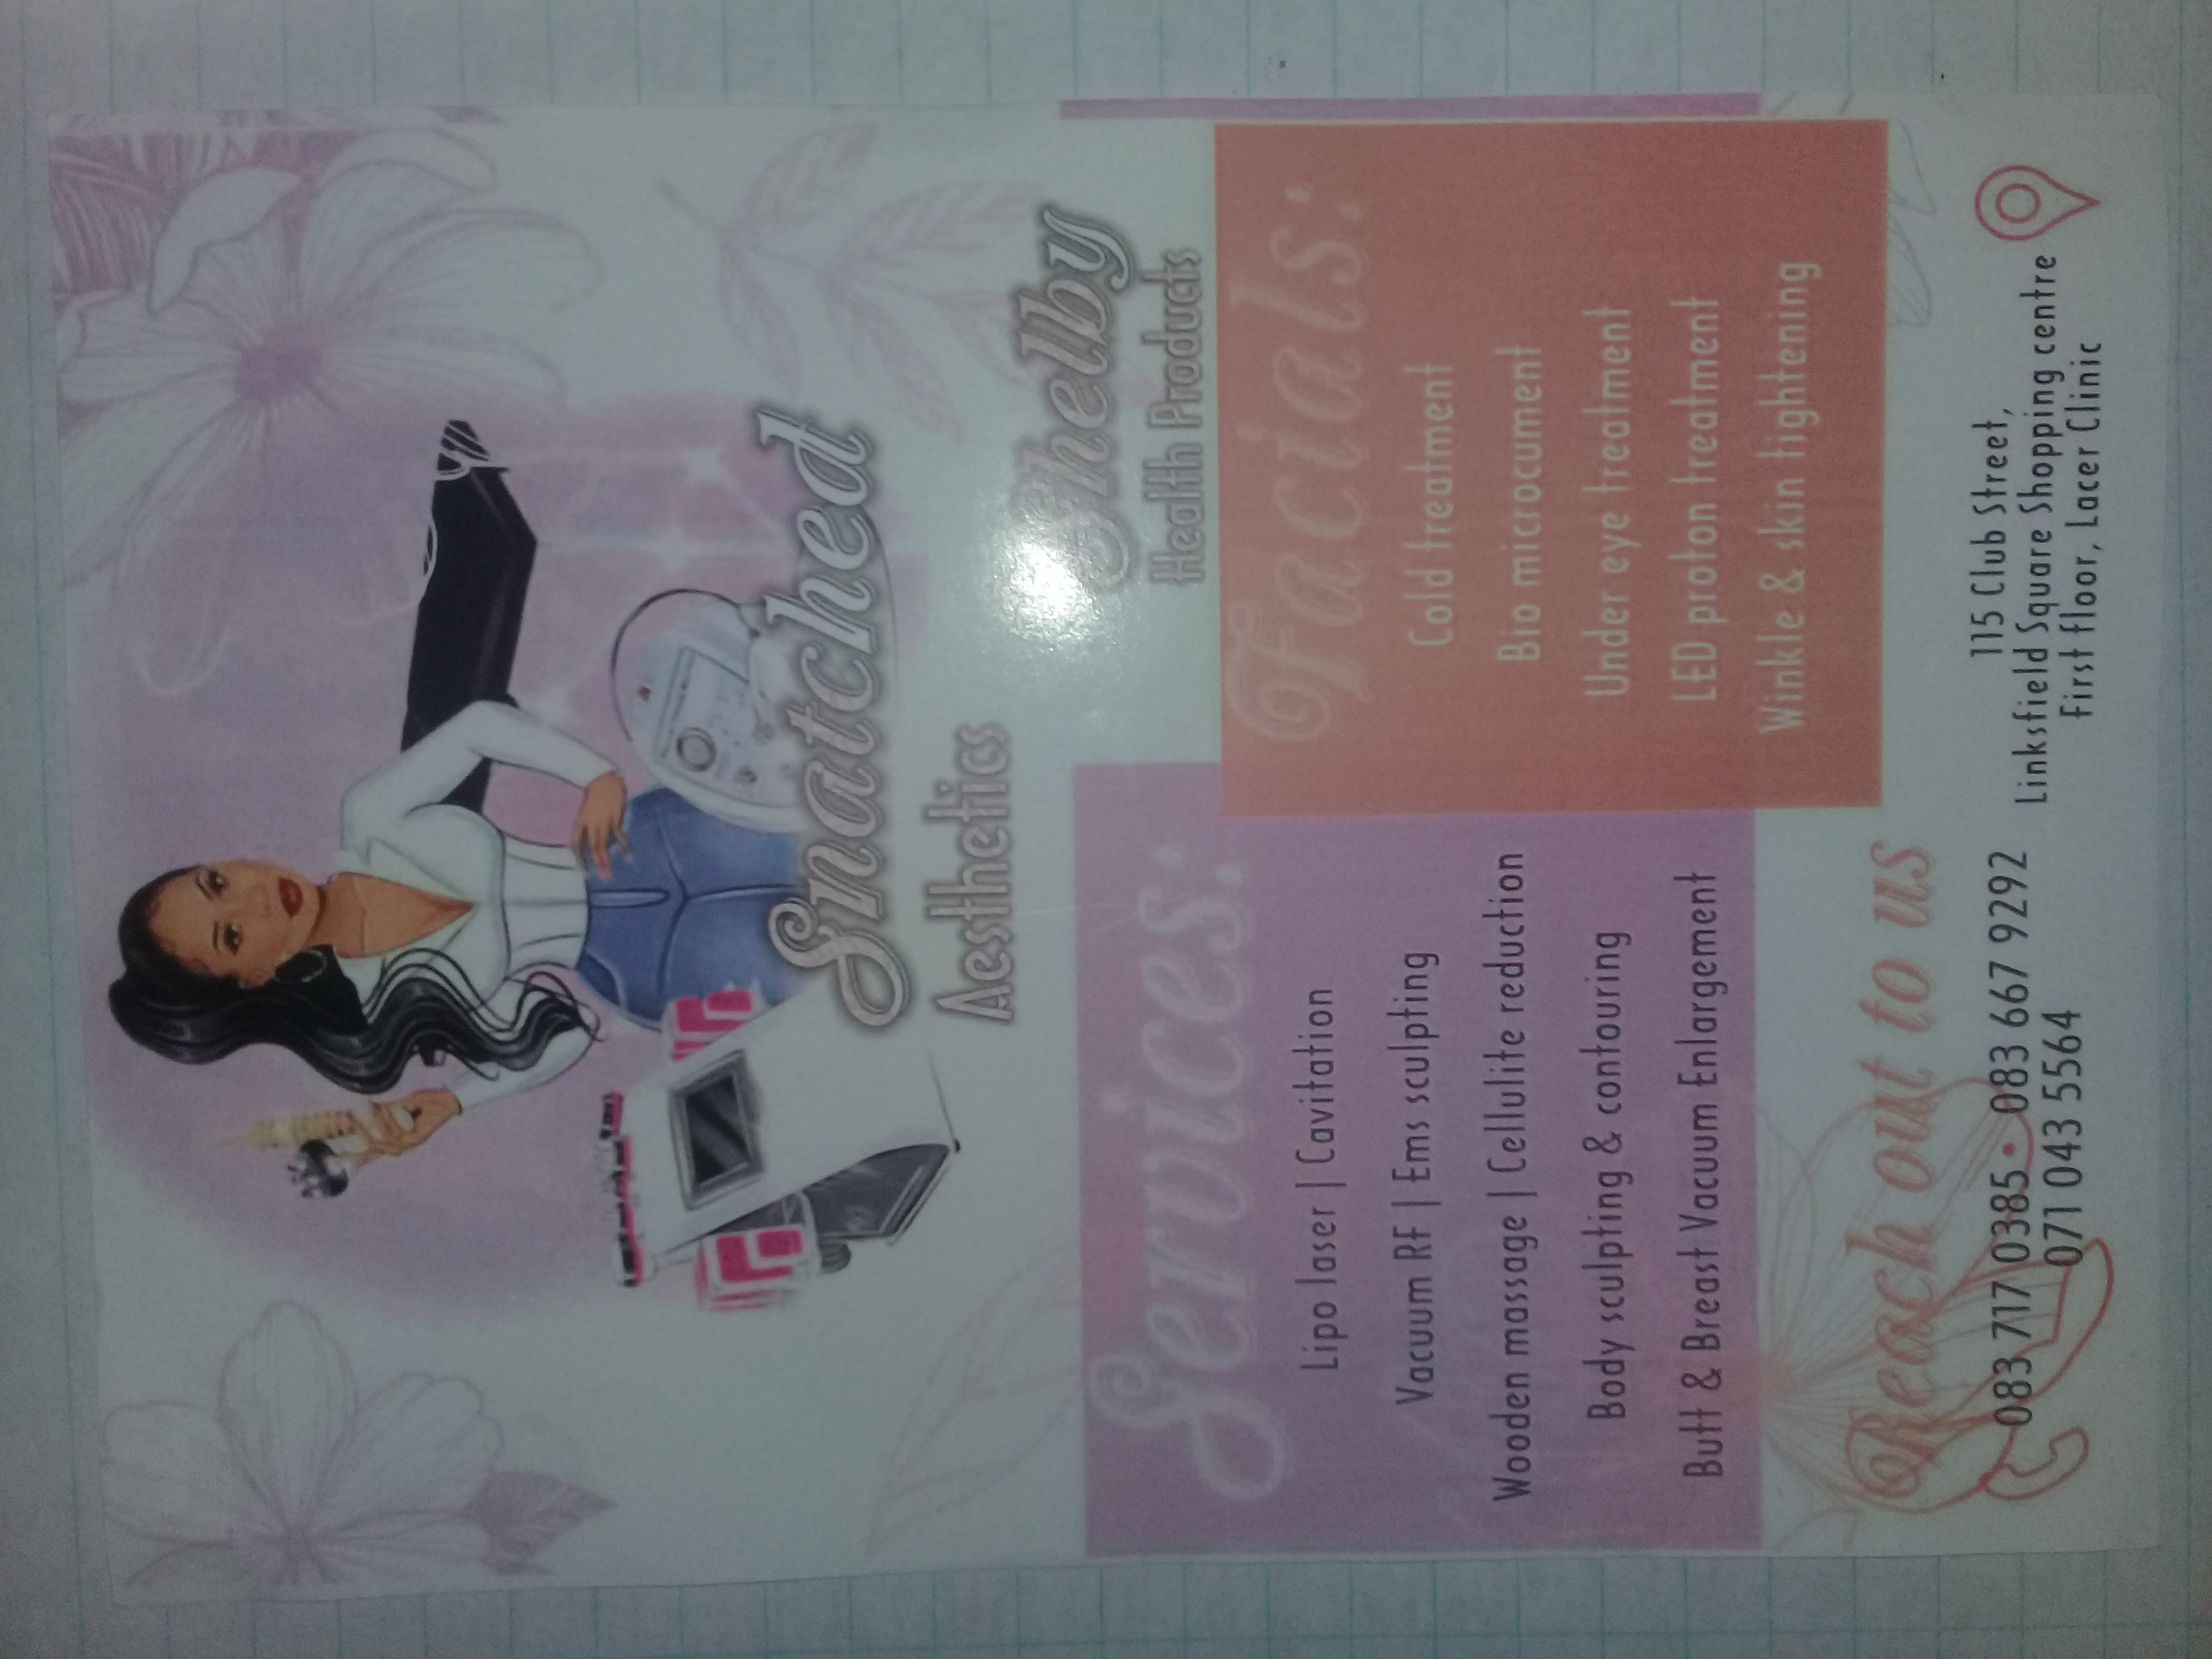 Snatched
Aesthetics
Shelby
Health Products
Services:
Lipo laser | Cavitation
Vacuum RF | Ems sculpting
Wooden massage | Cellulite reduction
Body sculpting & contouring
Butt & Breast Vacuum Enlargement
Facials:
Cold treatment
Bio microcument
Under eye treatment
LED proton treatment
Winkle & skin tightening
Reach out to us
083 717 0385 • 083 667 9292
071 043 5564
115 Club Street,
Linksfield Square Shopping centre
First floor, Lacer Clinic